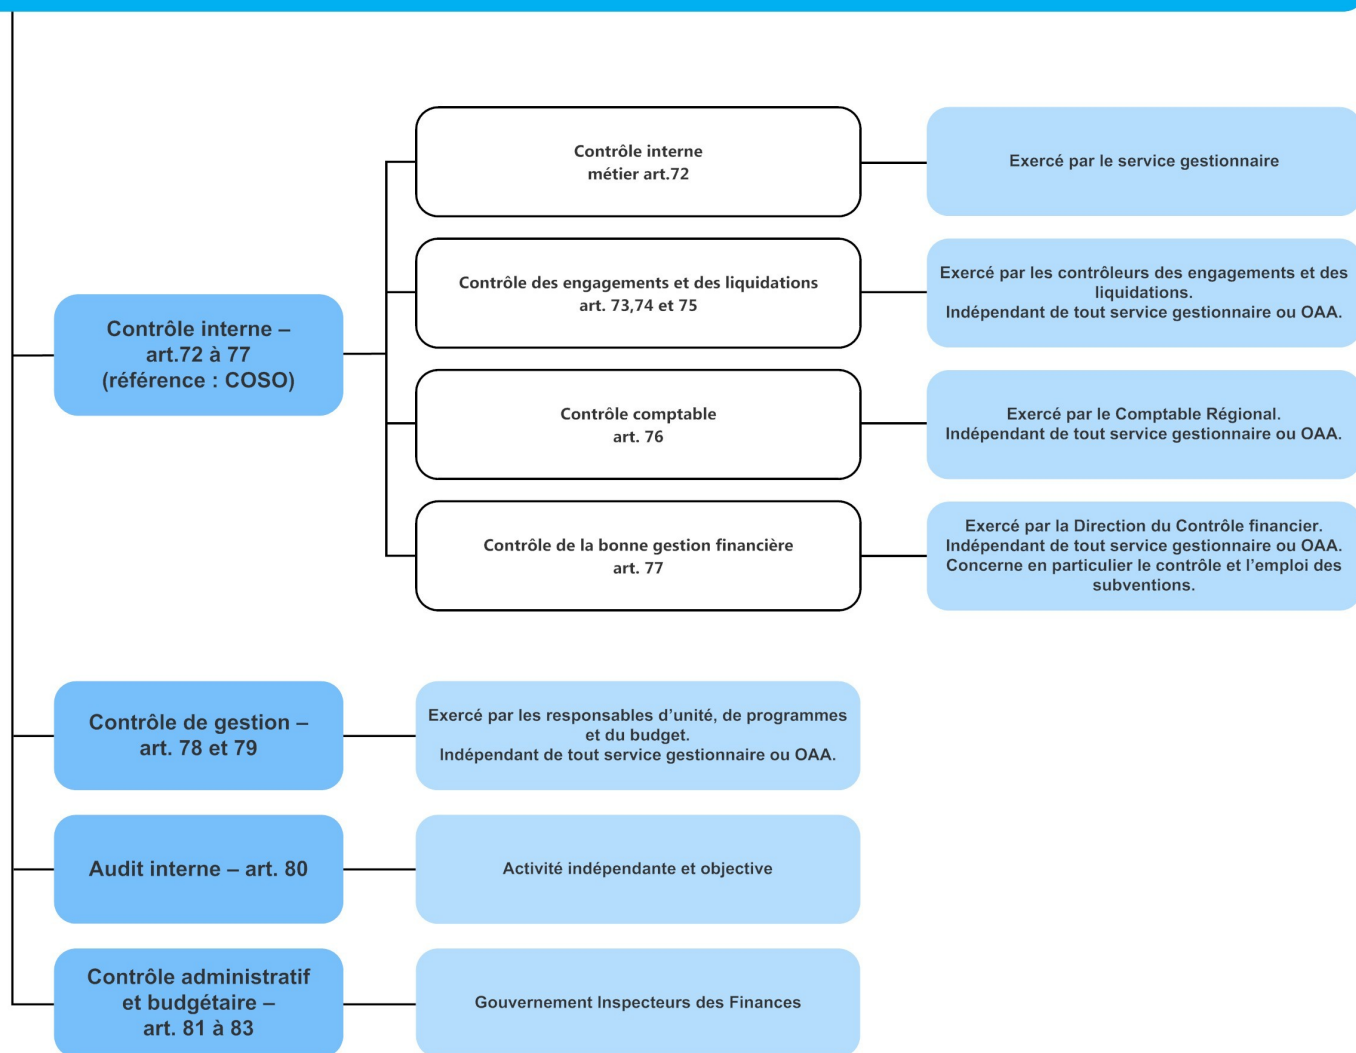 Contrôle interne
métier art.72
Exercé par le service gestionnaire
Contrôle des engagements et des liquidations
art. 73,74 et 75
Exercé par les contrôleurs des engagements et des
liquidations.
Indépendant de tout service gestionnaire ou OAA.
Contrôle interne –
art.72 à 77
(référence : COSO)
Contrôle comptable
art. 76
Exercé par le Comptable Régional.
Indépendant de tout service gestionnaire ou OAA.
Contrôle de la bonne gestion financière
art. 77
Exercé par la Direction du Contrôle financier.
Indépendant de tout service gestionnaire ou OAA.
Concerne en particulier le contrôle et l’emploi des
subventions.
Contrôle de gestion –
art. 78 et 79
Exercé par les responsables d’unité, de programmes
et du budget.
Indépendant de tout service gestionnaire ou OAA.
Audit interne – art. 80
Activité indépendante et objective
Contrôle administratif
et budgétaire –
art. 81 à 83
Gouvernement Inspecteurs des Finances